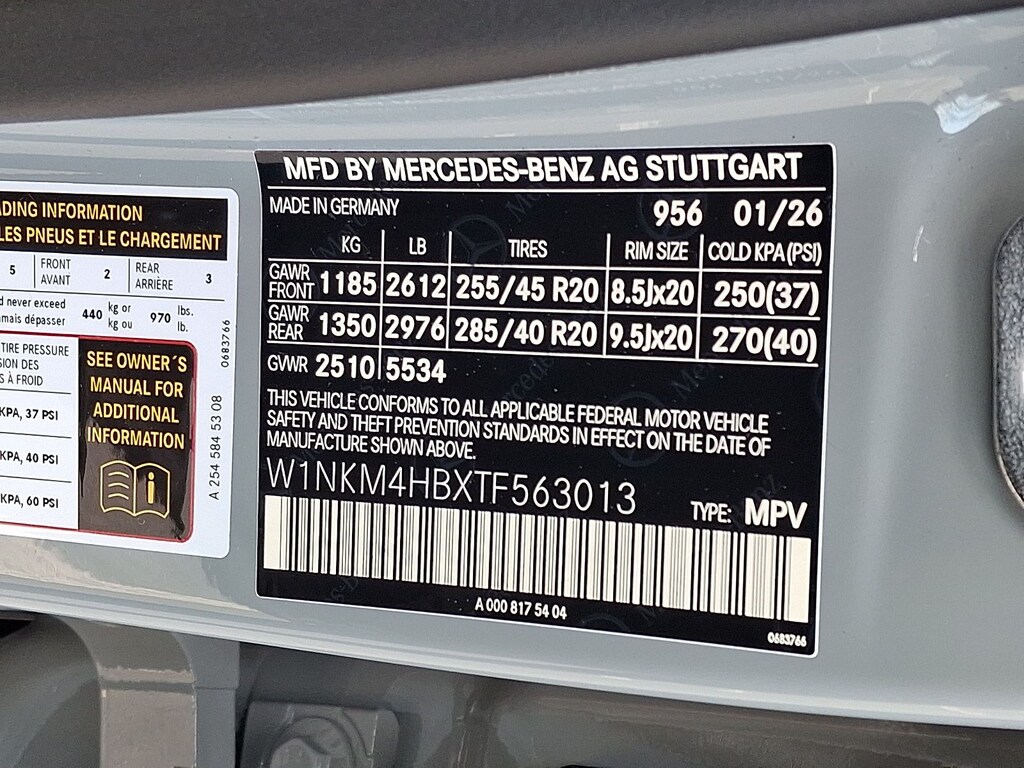 ADING INFORMATION
LES PNEUS ET LE CHARGEMENT
5 FRONT AVANT 2 REAR ARRIÈRE 3
d never exceed
mais dépasser 440 kg or kg ou 970 lbs. lb.
TIRE PRESSURE
SION DES
S À FROID
KPA, 37 PSI
KPA, 40 PSI
KPA, 60 PSI
SEE OWNER´S
MANUAL FOR
ADDITIONAL
INFORMATION
0683766
A 254 584 53 08
MFD BY MERCEDES-BENZ AG STUTTGART
MADE IN GERMANY 956 01/26
KG LB TIRES RIM SIZE COLD KPA(PSI)
GAWR FRONT 1185 2612 255/45 R20 8.5Jx20 250(37)
GAWR REAR 1350 2976 285/40 R20 9.5Jx20 270(40)
GVWR 2510 5534
THIS VEHICLE CONFORMS TO ALL APPLICABLE FEDERAL MOTOR VEHICLE
SAFETY AND THEFT PREVENTION STANDARDS IN EFFECT ON THE DATE OF
MANUFACTURE SHOWN ABOVE.
W1NKM4HBXTF563013
TYPE: MPV
A 000 817 54 04
0683766